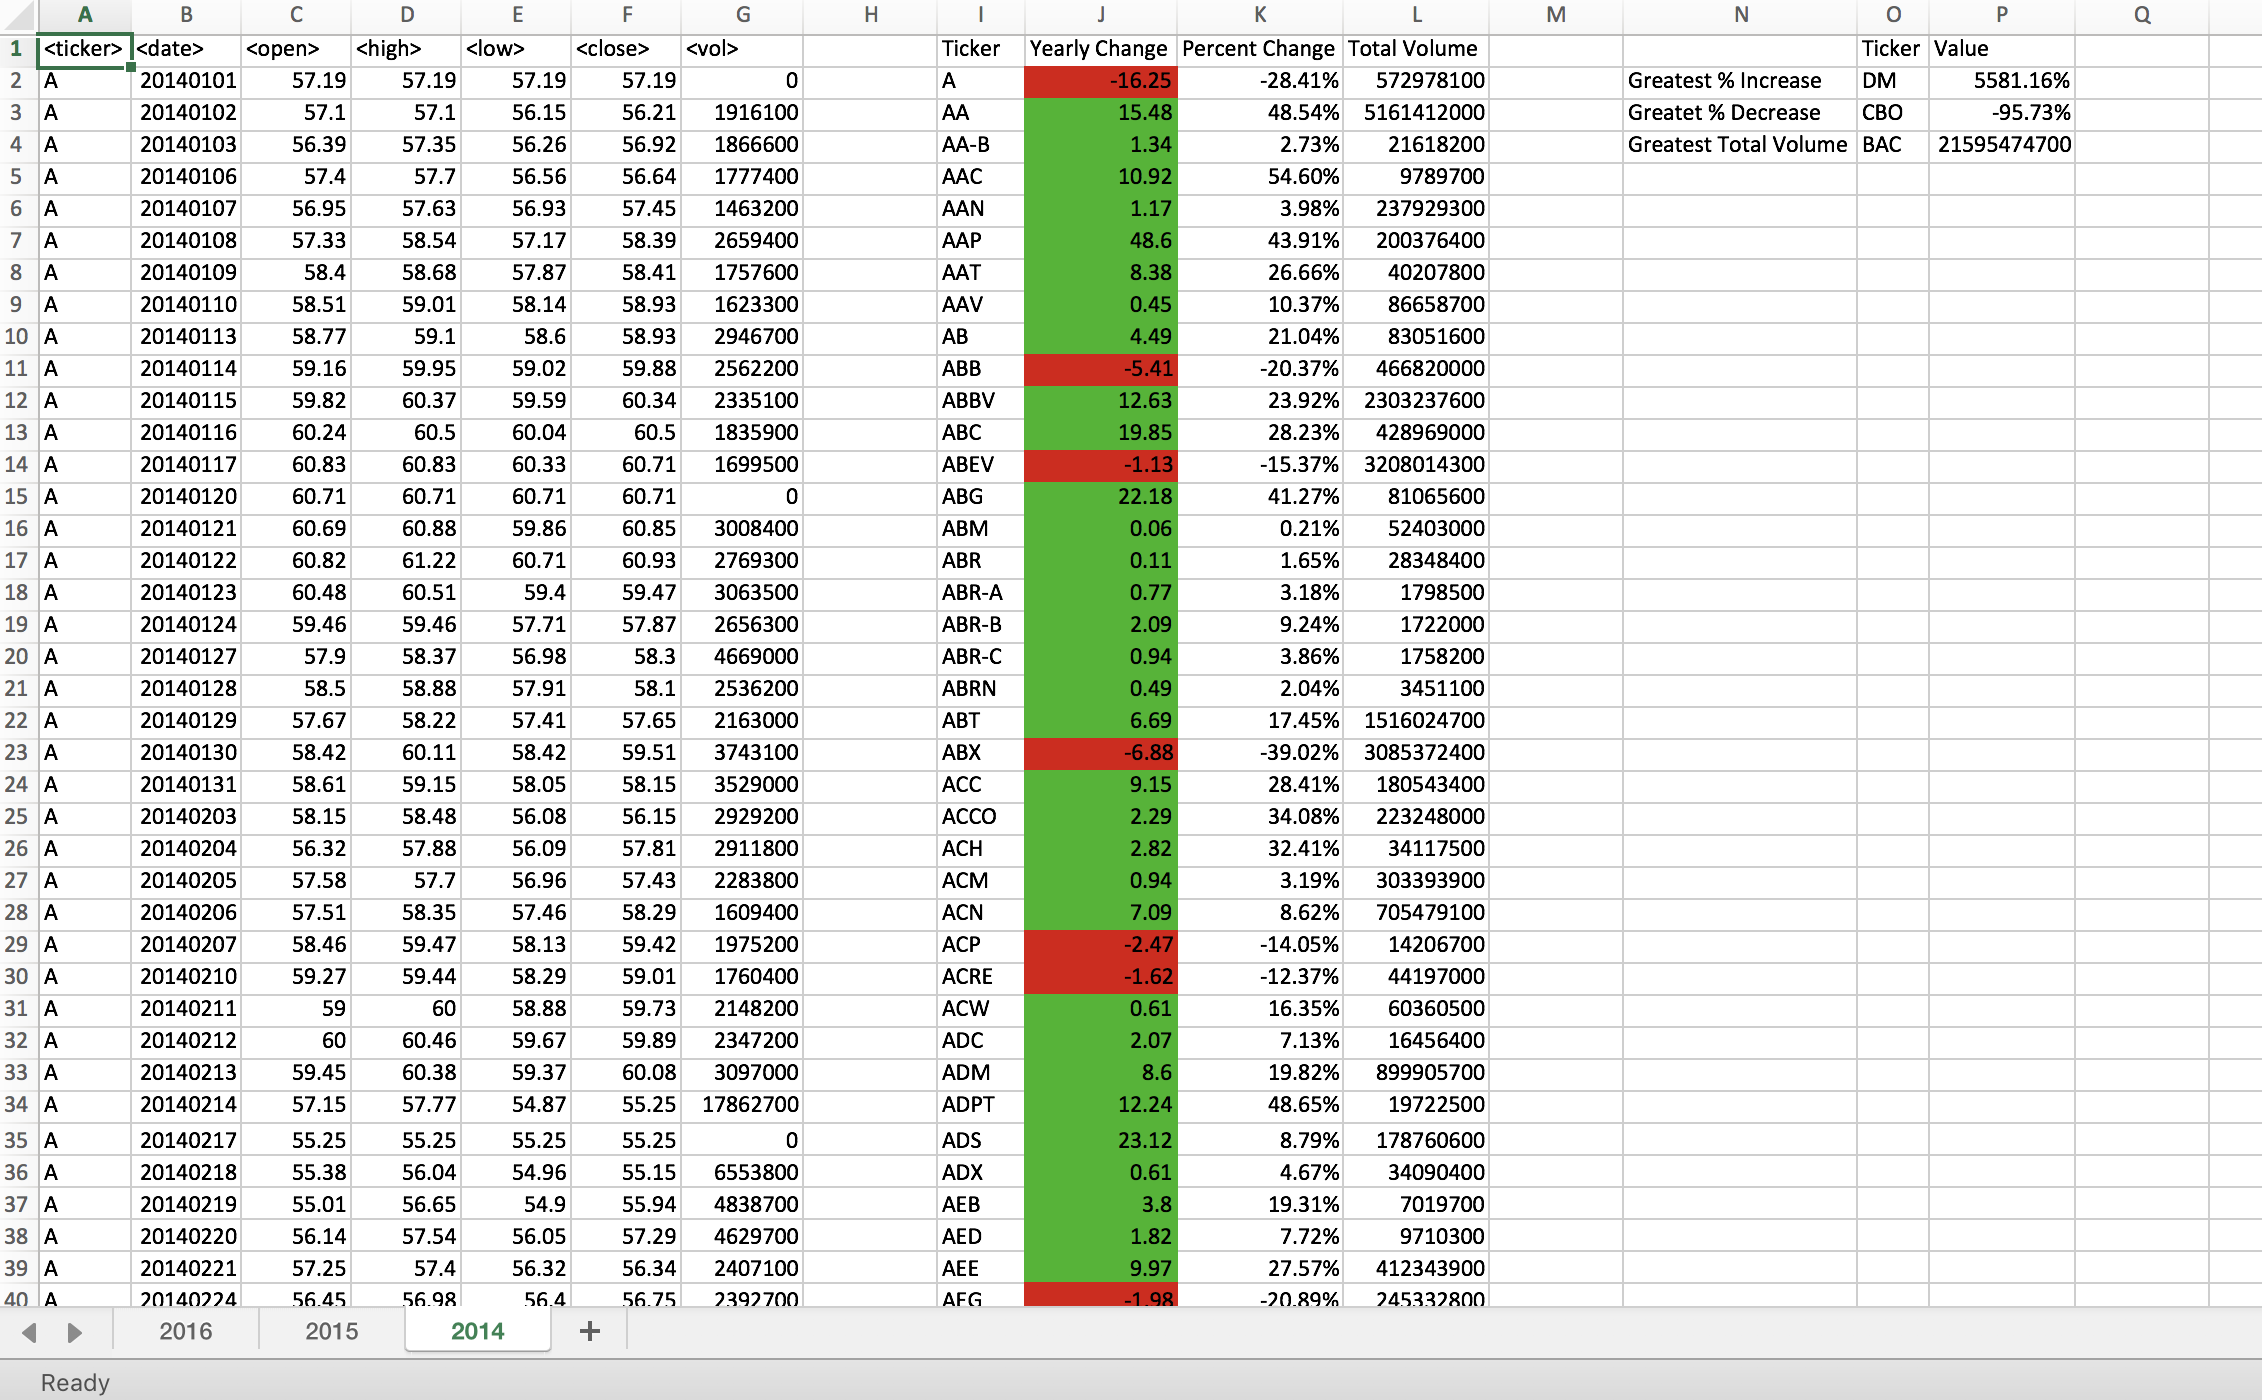 A B C D E F G H I J K L M N O P Q
1 <ticker> <date> <open> <high> <low> <close> <vol> Ticker Yearly Change Percent Change Total Volume Ticker Value
2 A 20140101 57.19 57.19 57.19 57.19 0 A -16.25 -28.41% 572978100 Greatest % Increase DM 5581.16%
3 A 20140102 57.1 57.1 56.15 56.21 1916100 AA 15.48 48.54% 5161412000 Greatet % Decrease CBO -95.73%
4 A 20140103 56.39 57.35 56.26 56.92 1866600 AA-B 1.34 2.73% 21618200 Greatest Total Volume BAC 21595474700
5 A 20140106 57.4 57.7 56.56 56.64 1777400 AAC 10.92 54.60% 9789700
6 A 20140107 56.95 57.63 56.93 57.45 1463200 AAN 1.17 3.98% 237929300
7 A 20140108 57.33 58.54 57.17 58.39 2659400 AAP 48.6 43.91% 200376400
8 A 20140109 58.4 58.68 57.87 58.41 1757600 AAT 8.38 26.66% 40207800
9 A 20140110 58.51 59.01 58.14 58.93 1623300 AAV 0.45 10.37% 86658700
10 A 20140113 58.77 59.1 58.6 58.93 2946700 AB 4.49 21.04% 83051600
11 A 20140114 59.16 59.95 59.02 59.88 2562200 ABB -5.41 -20.37% 466820000
12 A 20140115 59.82 60.37 59.59 60.34 2335100 ABBV 12.63 23.92% 2303237600
13 A 20140116 60.24 60.5 60.04 60.5 1835900 ABC 19.85 28.23% 428969000
14 A 20140117 60.83 60.83 60.33 60.71 1699500 ABEV -1.13 -15.37% 3208014300
15 A 20140120 60.71 60.71 60.71 60.71 0 ABG 22.18 41.27% 81065600
16 A 20140121 60.69 60.88 59.86 60.85 3008400 ABM 0.06 0.21% 52403000
17 A 20140122 60.82 61.22 60.71 60.93 2769300 ABR 0.11 1.65% 28348400
18 A 20140123 60.48 60.51 59.4 59.47 3063500 ABR-A 0.77 3.18% 1798500
19 A 20140124 59.46 59.46 57.71 57.87 2656300 ABR-B 2.09 9.24% 1722000
20 A 20140127 57.9 58.37 56.98 58.3 4669000 ABR-C 0.94 3.86% 1758200
21 A 20140128 58.5 58.88 57.91 58.1 2536200 ABRN 0.49 2.04% 3451100
22 A 20140129 57.67 58.22 57.41 57.65 2163000 ABT 6.69 17.45% 1516024700
23 A 20140130 58.42 60.11 58.42 59.51 3743100 ABX -6.88 -39.02% 3085372400
24 A 20140131 58.61 59.15 58.05 58.15 3529000 ACC 9.15 28.41% 180543400
25 A 20140203 58.15 58.48 56.08 56.15 2929200 ACCO 2.29 34.08% 223248000
26 A 20140204 56.32 57.88 56.09 57.81 2911800 ACH 2.82 32.41% 34117500
27 A 20140205 57.58 57.7 56.96 57.43 2283800 ACM 0.94 3.19% 303393900
28 A 20140206 57.51 58.35 57.46 58.29 1609400 ACN 7.09 8.62% 705479100
29 A 20140207 58.46 59.47 58.13 59.42 1975200 ACP -2.47 -14.05% 14206700
30 A 20140210 59.27 59.44 58.29 59.01 1760400 ACRE -1.62 -12.37% 44197000
31 A 20140211 59 60 58.88 59.73 2148200 ACW 0.61 16.35% 60360500
32 A 20140212 60 60.46 59.67 59.89 2347200 ADC 2.07 7.13% 16456400
33 A 20140213 59.45 60.38 59.37 60.08 3097000 ADM 8.6 19.82% 899905700
34 A 20140214 57.15 57.77 54.87 55.25 17862700 ADPT 12.24 48.65% 19722500
35 A 20140217 55.25 55.25 55.25 55.25 0 ADS 23.12 8.79% 178760600
36 A 20140218 55.38 56.04 54.96 55.15 6553800 ADX 0.61 4.67% 34090400
37 A 20140219 55.01 56.65 54.9 55.94 4838700 AEB 3.8 19.31% 7019700
38 A 20140220 56.14 57.54 56.05 57.29 4629700 AED 1.82 7.72% 9710300
39 A 20140221 57.25 57.4 56.32 56.34 2407100 AEE 9.97 27.57% 412343900
40 A 20140224 56.45 56.98 56.4 56.75 2392700 AEG -1.98 -20.89% 245332800
2016 2015 2014 +
Ready